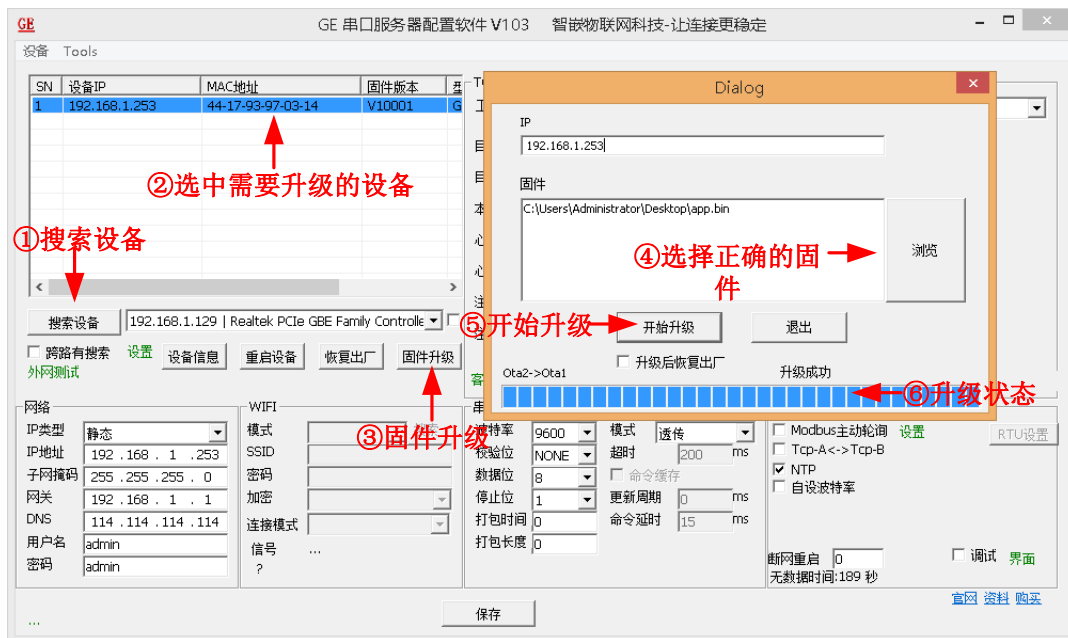 GE GE 串口服务器配置软件 V103 智嵌物联网科技-让连接更稳定
设备 Tools
SN 设备IP MAC地址 固件版本 型
1 192.168.1.253 44-17-93-97-03-14 V10001 G
Dialog
IP
192.168.1.253
固件
C:\Users\Administrator\Desktop\app.bin
浏览
②选中需要升级的设备
①搜索设备
④选择正确的固
件
搜索设备 192.168.1.129 | Realtek PCIe GBE Family Controlle
⑤开始升级 开始升级 退出
跨路有搜索 设置 设备信息 重启设备 恢复出厂 固件升级
外网测试
升级后恢复出厂
Ota2->Ota1 升级成功
⑥升级状态
③固件升级
网络
IP类型 静态
IP地址 192 .168 . 1 .253
子网掩码 255 .255 .255 . 0
网关 192 .168 . 1 . 1
DNS 114 .114 .114 .114
用户名 admin
密码 admin
WIFI
模式
SSID
密码
加密
连接模式
信号 ...
?
波特率 9600
校验位 NONE
数据位 8
停止位 1
打包时间 0
打包长度 0
模式 透传
超时 200 ms
命令缓存
更新周期 0 ms
命令延时 15 ms
Modbus主动轮询 设置 RTU设置
Tcp-A<->Tcp-B
NTP
自设波特率
断网重启 0 调试 界面
无数据时间:189 秒
官网 资料 购买
... 保存